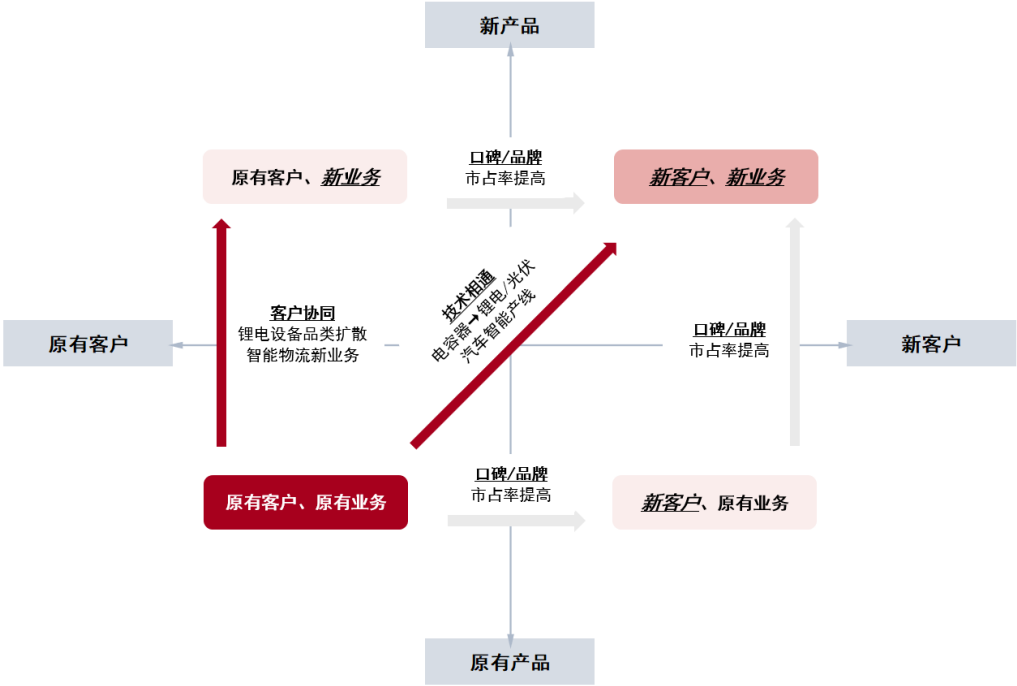 新产品
口碑/品牌
市占率提高
原有客户、新业务
新客户、新业务
技术相通
电容器→锂电/光伏
汽车智能产线
客户协同
锂电设备品类扩散
智能物流新业务
原有客户
口碑/品牌
市占率提高
新客户
口碑/品牌
市占率提高
原有客户、原有业务
新客户、原有业务
原有产品